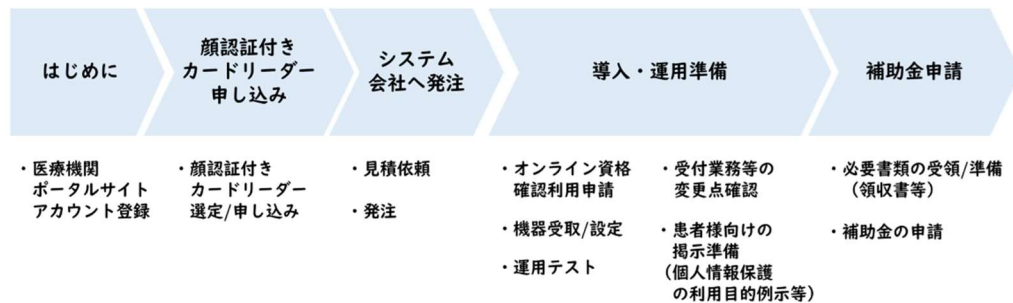 はじめに
顔認証付き
カードリーダー
申し込み
システム
会社へ発注
導入・運用準備
補助金申請
・医療機関
ポータルサイト
アカウント登録
・顔認証付き
カードリーダー
選定/申し込み
・見積依頼
・発注
・オンライン資格
確認利用申請
・機器受取/設定
・運用テスト
・受付業務等の
変更点確認
・患者様向けの
掲示準備
（個人情報保護
の利用目的例示等）
・必要書類の受領/準備
（領収書等）
・補助金の申請